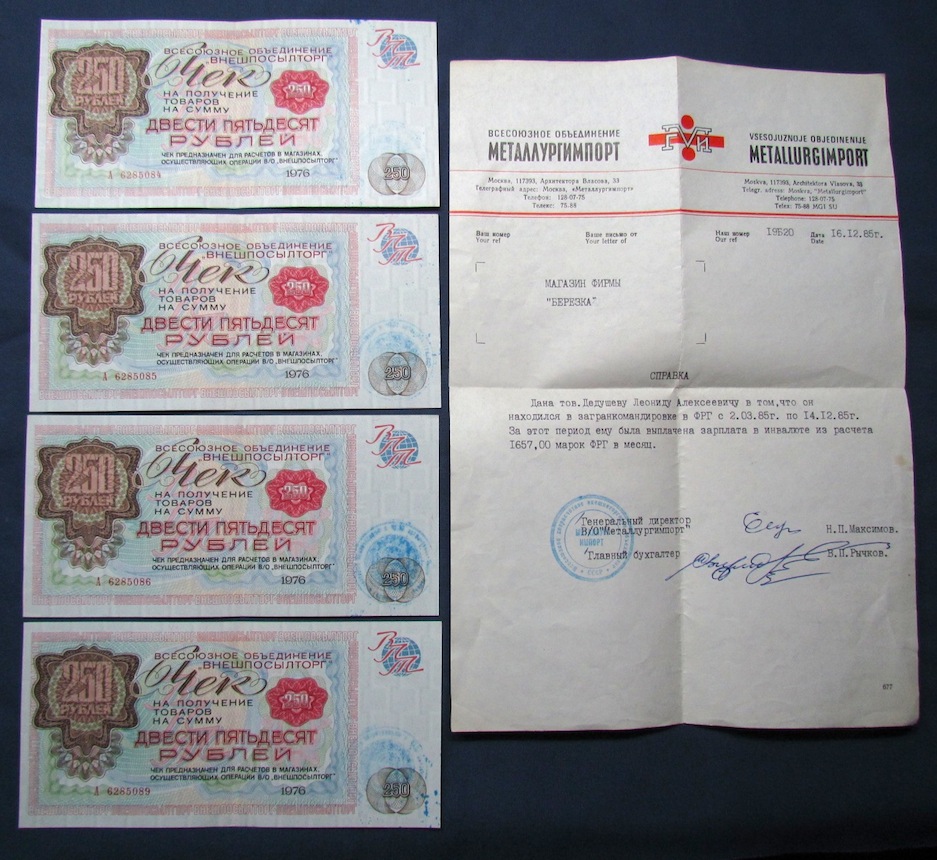 250
РУБЛЕЙ
ВСЕСОЮЗНОЕ ОБЪЕДИНЕНИЕ
„ВНЕШПОСЫЛТОРГ"
Чек
НА ПОЛУЧЕНИЕ
ТОВАРОВ
НА СУММУ
250
ДВЕСТИ ПЯТЬДЕСЯТ
РУБЛЕЙ
ЧЕК ПРЕДНАЗНАЧЕН ДЛЯ РАСЧЕТОВ В МАГАЗИНАХ,
ОСУЩЕСТВЛЯЮЩИХ ОПЕРАЦИИ В/О „ВНЕШПОСЫЛТОРГ"
А 6285084
1976
250
ВПТ
250
РУБЛЕЙ
ВСЕСОЮЗНОЕ ОБЪЕДИНЕНИЕ
„ВНЕШПОСЫЛТОРГ"
Чек
НА ПОЛУЧЕНИЕ
ТОВАРОВ
НА СУММУ
250
ДВЕСТИ ПЯТЬДЕСЯТ
РУБЛЕЙ
ЧЕК ПРЕДНАЗНАЧЕН ДЛЯ РАСЧЕТОВ В МАГАЗИНАХ,
ОСУЩЕСТВЛЯЮЩИХ ОПЕРАЦИИ В/О „ВНЕШПОСЫЛТОРГ"
А 6285085
1976
250
ВПТ
250
РУБЛЕЙ
ВСЕСОЮЗНОЕ ОБЪЕДИНЕНИЕ
„ВНЕШПОСЫЛТОРГ"
Чек
НА ПОЛУЧЕНИЕ
ТОВАРОВ
НА СУММУ
250
ДВЕСТИ ПЯТЬДЕСЯТ
РУБЛЕЙ
ЧЕК ПРЕДНАЗНАЧЕН ДЛЯ РАСЧЕТОВ В МАГАЗИНАХ,
ОСУЩЕСТВЛЯЮЩИХ ОПЕРАЦИИ В/О „ВНЕШПОСЫЛТОРГ"
А 6285086
1976
250
ВПТ
ВНЕШПОСЫЛТОРГ ВНЕШПОСЫЛТОРГ ВНЕШПОСЫЛТОРГ
250
РУБЛЕЙ
ВСЕСОЮЗНОЕ ОБЪЕДИНЕНИЕ
„ВНЕШПОСЫЛТОРГ"
Чек
НА ПОЛУЧЕНИЕ
ТОВАРОВ
НА СУММУ
250
ДВЕСТИ ПЯТЬДЕСЯТ
РУБЛЕЙ
ЧЕК ПРЕДНАЗНАЧЕН ДЛЯ РАСЧЕТОВ В МАГАЗИНАХ,
ОСУЩЕСТВЛЯЮЩИХ ОПЕРАЦИИ В/О „ВНЕШПОСЫЛТОРГ"
А 6285089
1976
250
ВПТ
ВСЕСОЮЗНОЕ ОБЪЕДИНЕНИЕ
МЕТАЛЛУРГИМПОРТ
Москва, 117393, Архитектора Власова, 33
Телеграфный адрес: Москва, «Металлургимпорт»
Телефон: 128-07-75
Телекс: 75-88
VSESOJUZNOJE OBJEDINENIJE
METALLURGIMPORT
Moskva, 117393, Architektora Vlasova, 33
Telegr. address: Moskva, "Metallurgimport"
Telephone: 128-07-75
Telex: 75-88 MGI SU
Ваш номер
Your ref
Ваше письмо от
Your letter of
Наш номер 19520 Дата 16.12.85г.
Our ref Date
МАГАЗИН ФИРМЫ
"БЕРЕЗКА"
СПРАВКА
Дана тов.Дедушеву Леониду Алексеевичу в том,что он
находился в загранкомандировке в ФРГ с 2.03.85г. по 14.12.85г.
За этот период ему была выплачена зарплата в инвалюте из расчета
1657,00 марок ФРГ в месяц.
Генеральный директор
В/О"Металлургимпорт" Н.П.Максимов.
Главный бухгалтер В.Н.Рычков.
677